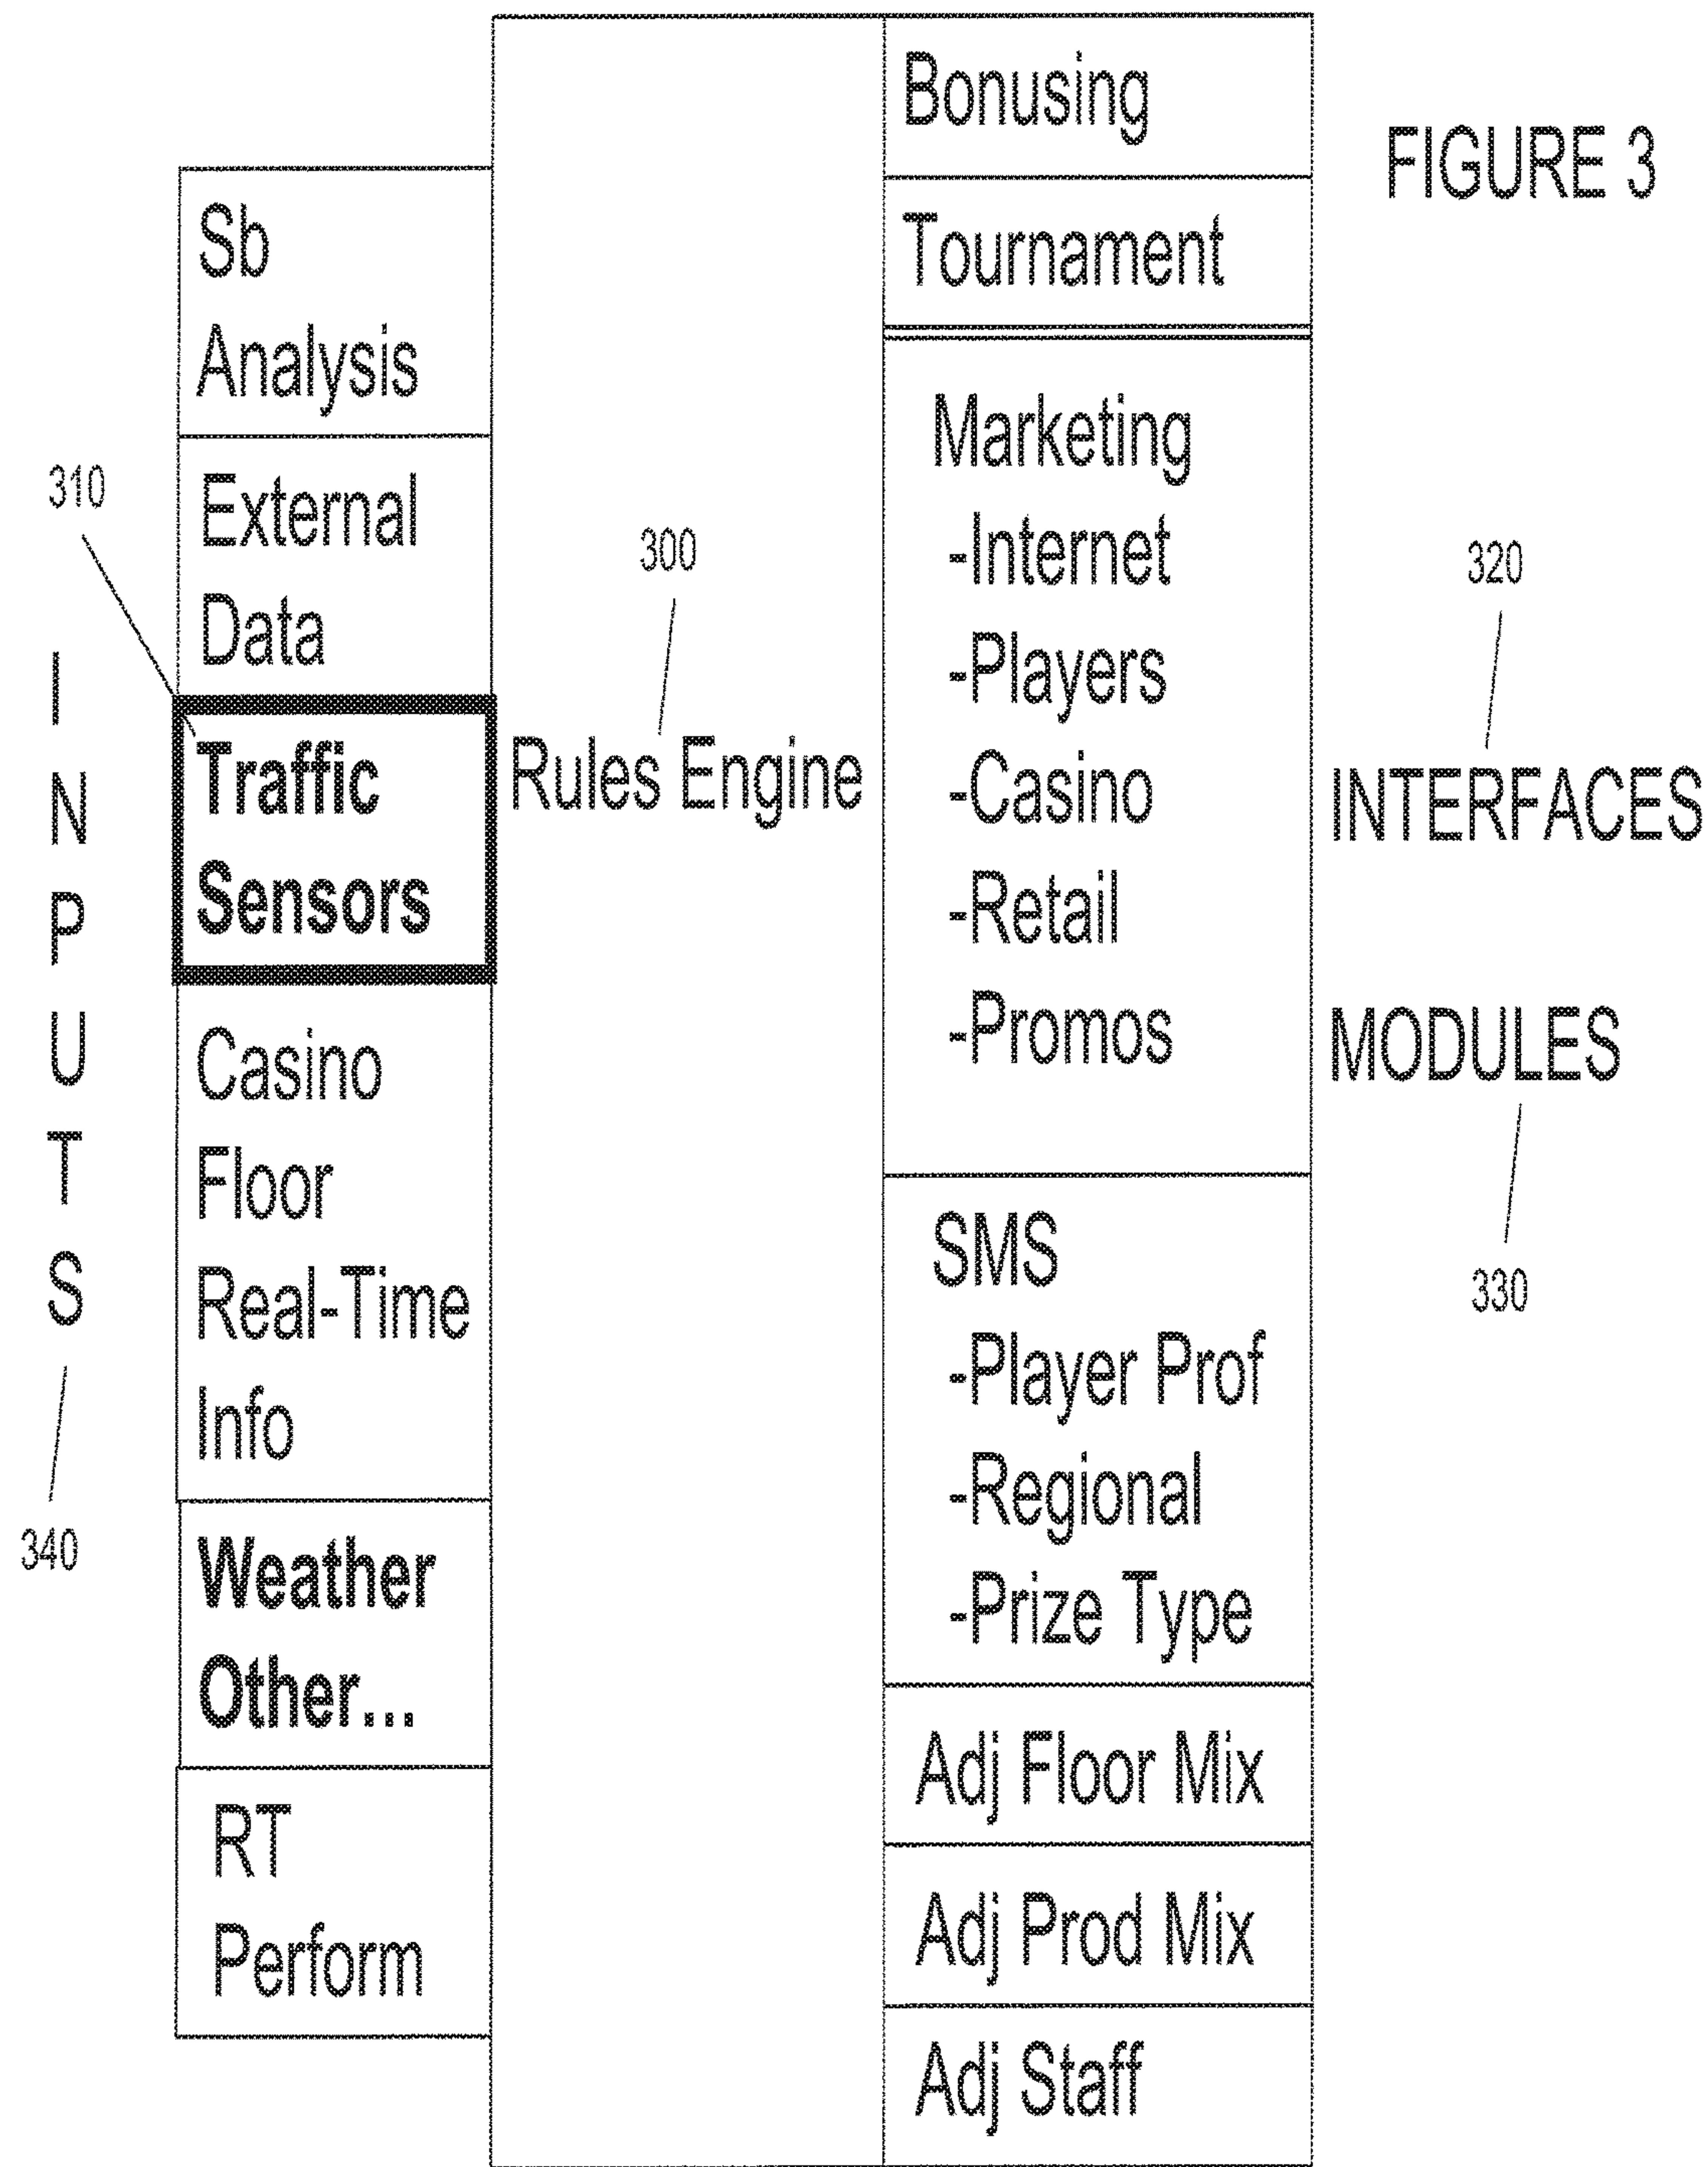 FIGURE 3
310
I
N
P
U
T
S
340
Sb
Analysis
External
Data
Traffic
Sensors
Casino
Floor
Real-Time
Info
Weather
Other...
RT
Perform
300
Rules Engine
Bonusing
Tournament
Marketing
-Internet
-Players
-Casino
-Retail
-Promos
SMS
-Player Prof
-Regional
-Prize Type
Adj Floor Mix
Adj Prod Mix
Adj Staff
320
INTERFACES
MODULES
330